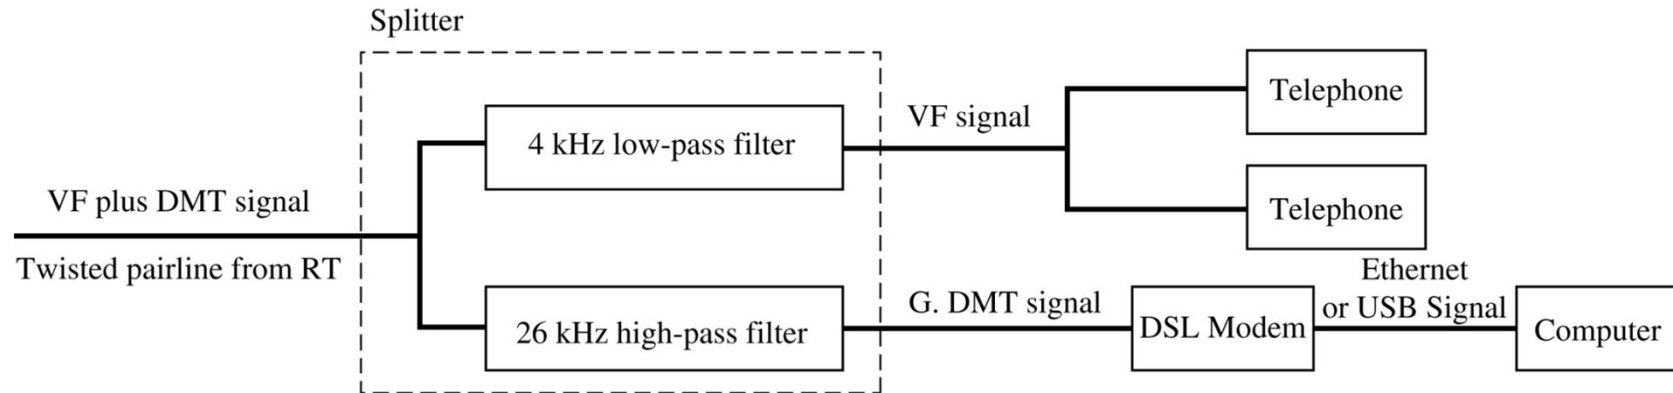 Splitter
4 kHz low-pass filter
VF signal
Telephone
Telephone
VF plus DMT signal
Twisted pairline from RT
26 kHz high-pass filter
G. DMT signal
DSL Modem
Ethernet
or USB Signal
Computer